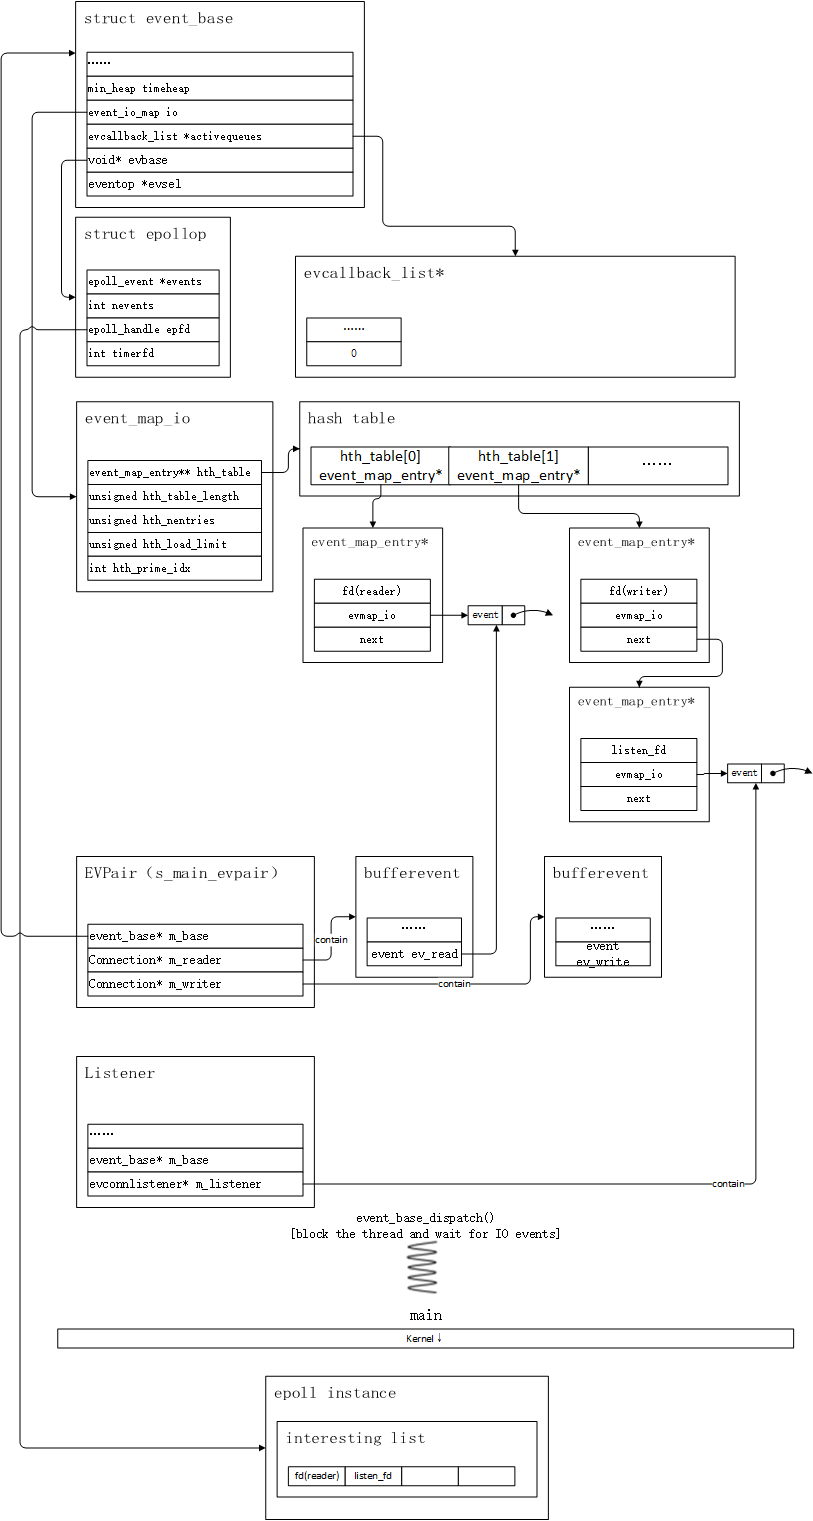 struct event_base
······
min_heap timeheap
event_io_map io
evcallback_list *activequeues
void* evbase
eventop *evsel
struct epollop
epoll_event *events
int nevents
epoll_handle epfd
int timerfd
evcallback_list*
······
0
event_map_io
event_map_entry** hth_table
unsigned hth_table_length
unsigned hth_nentries
unsigned hth_load_limit
int hth_prime_idx
hash table
hth_table[0]
event_map_entry*
hth_table[1]
event_map_entry*
······
event_map_entry*
fd(reader)
evmap_io
next
event
event_map_entry*
fd(writer)
evmap_io
next
event_map_entry*
listen_fd
evmap_io
next
event
EVPair（s_main_evpair）
event_base* m_base
Connection* m_reader
Connection* m_writer
contain
contain
bufferevent
······
event ev_read
bufferevent
······
event
ev_write
Listener
······
event_base* m_base
evconnlistener* m_listener
contain
event_base_dispatch()
[block the thread and wait for IO events]
main
Kernel↓
epoll instance
interesting list
fd(reader)
listen_fd